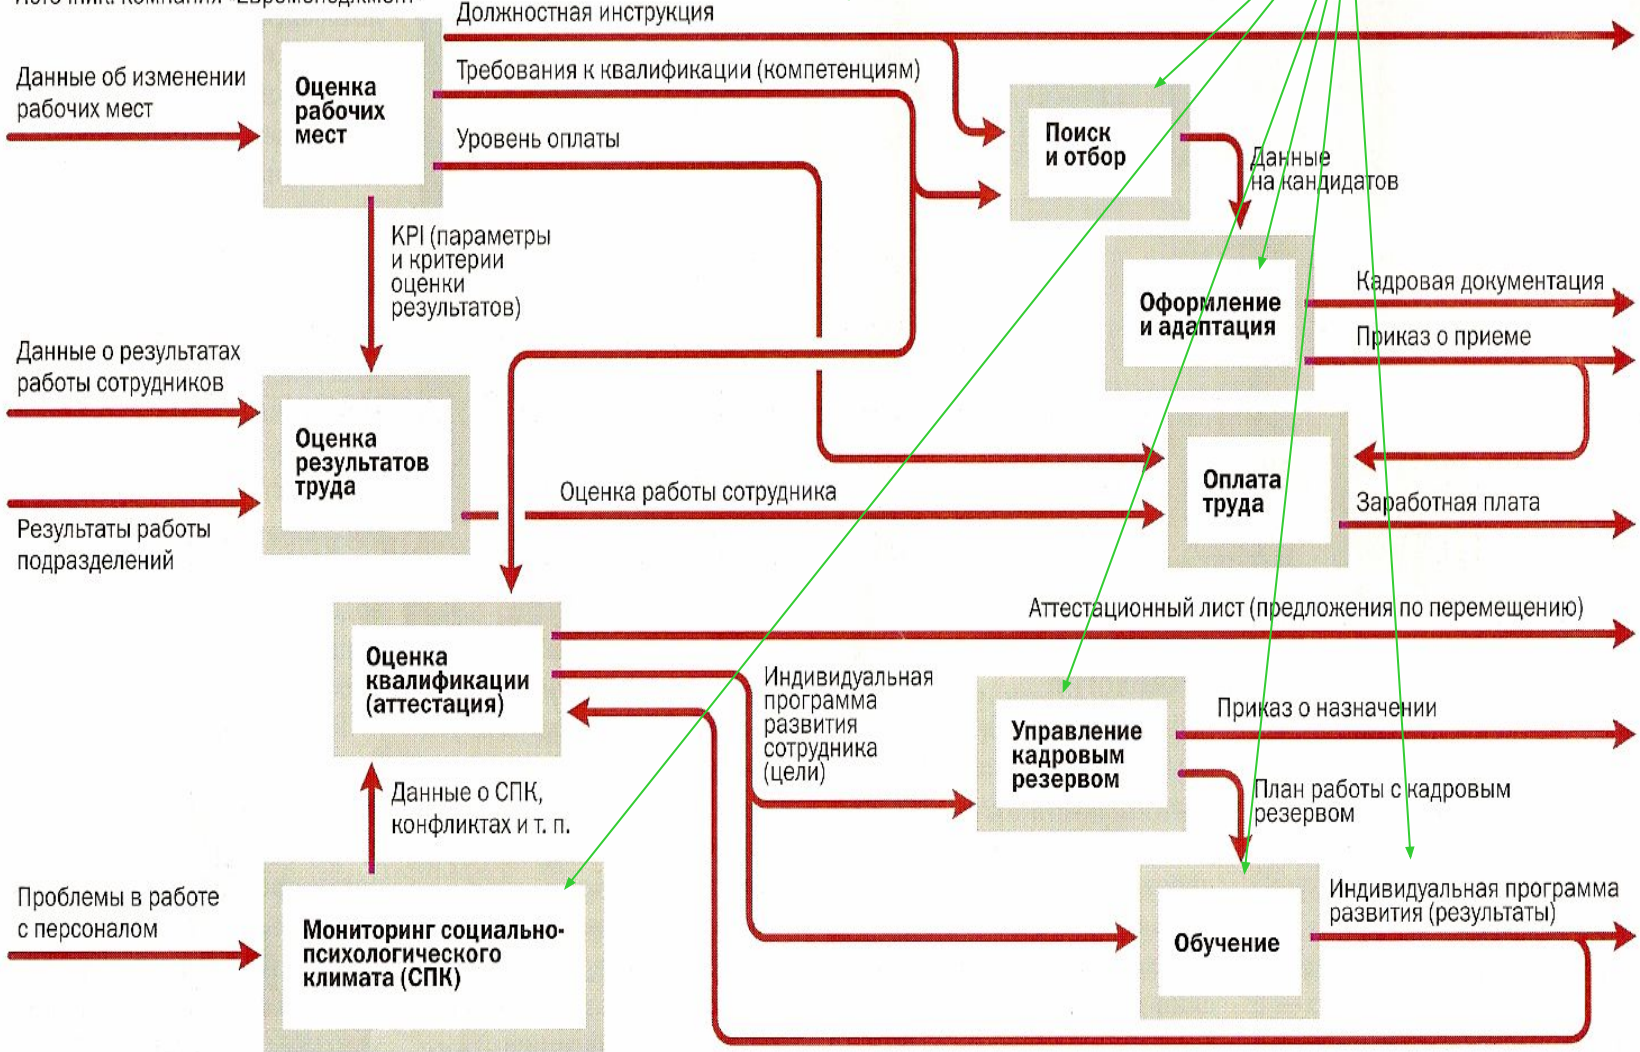 Источник: компания «Евроменеджмент»
Должностная инструкция
Данные об изменении
рабочих мест
Оценка
рабочих
мест
Требования к квалификации (компетенциям)
Уровень оплаты
Поиск
и отбор
Данные
на кандидатов
KPI (параметры
и критерии
оценки
результатов)
Оформление
и адаптация
Кадровая документация
Приказ о приеме
Данные о результатах
работы сотрудников
Оценка
результатов
труда
Результаты работы
подразделений
Оценка работы сотрудника
Оплата
труда
Заработная плата
Аттестационный лист (предложения по перемещению)
Оценка
квалификации
(аттестация)
Индивидуальная
программа
развития
сотрудника
(цели)
Управление
кадровым
резервом
Приказ о назначении
План работы с кадровым
резервом
Данные о СПК,
конфликтах и т. п.
Проблемы в работе
с персоналом
Мониторинг социально-
психологического
климата (СПК)
Обучение
Индивидуальная программа
развития (результаты)